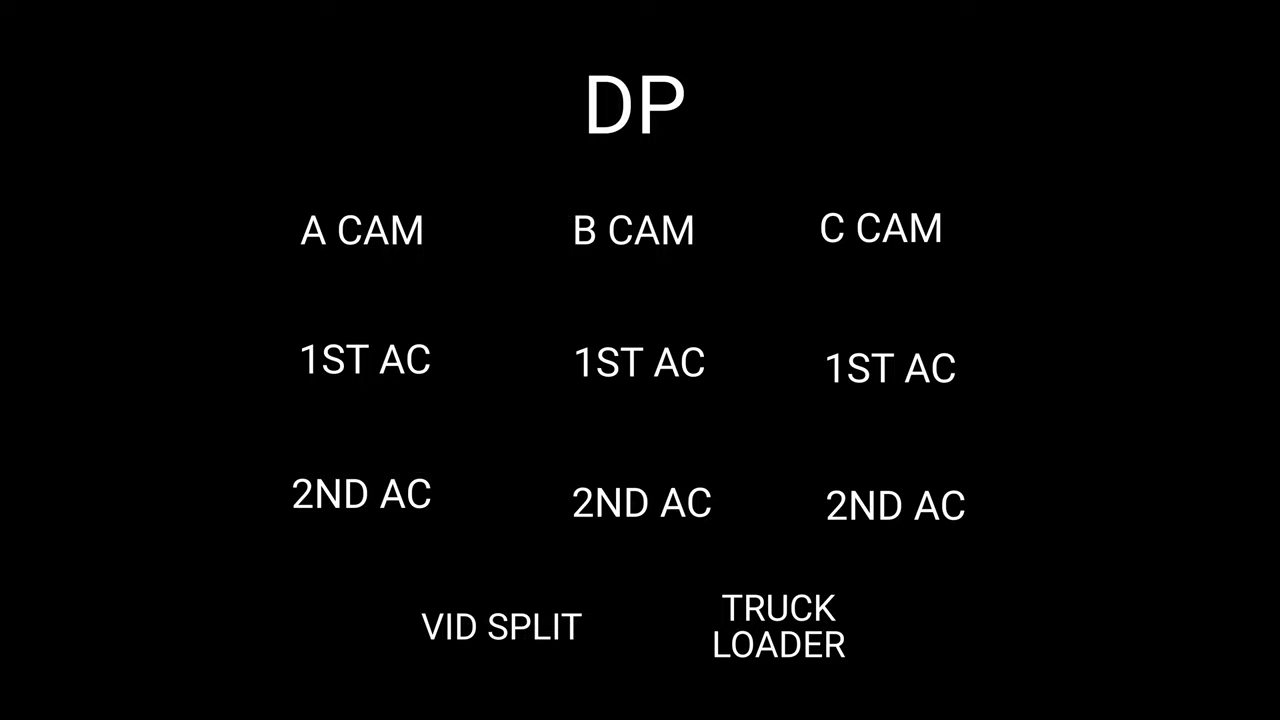 DP
A CAM
B CAM
C CAM
1ST AC
1ST AC
1ST AC
2ND AC
2ND AC
2ND AC
VID SPLIT
TRUCK
LOADER